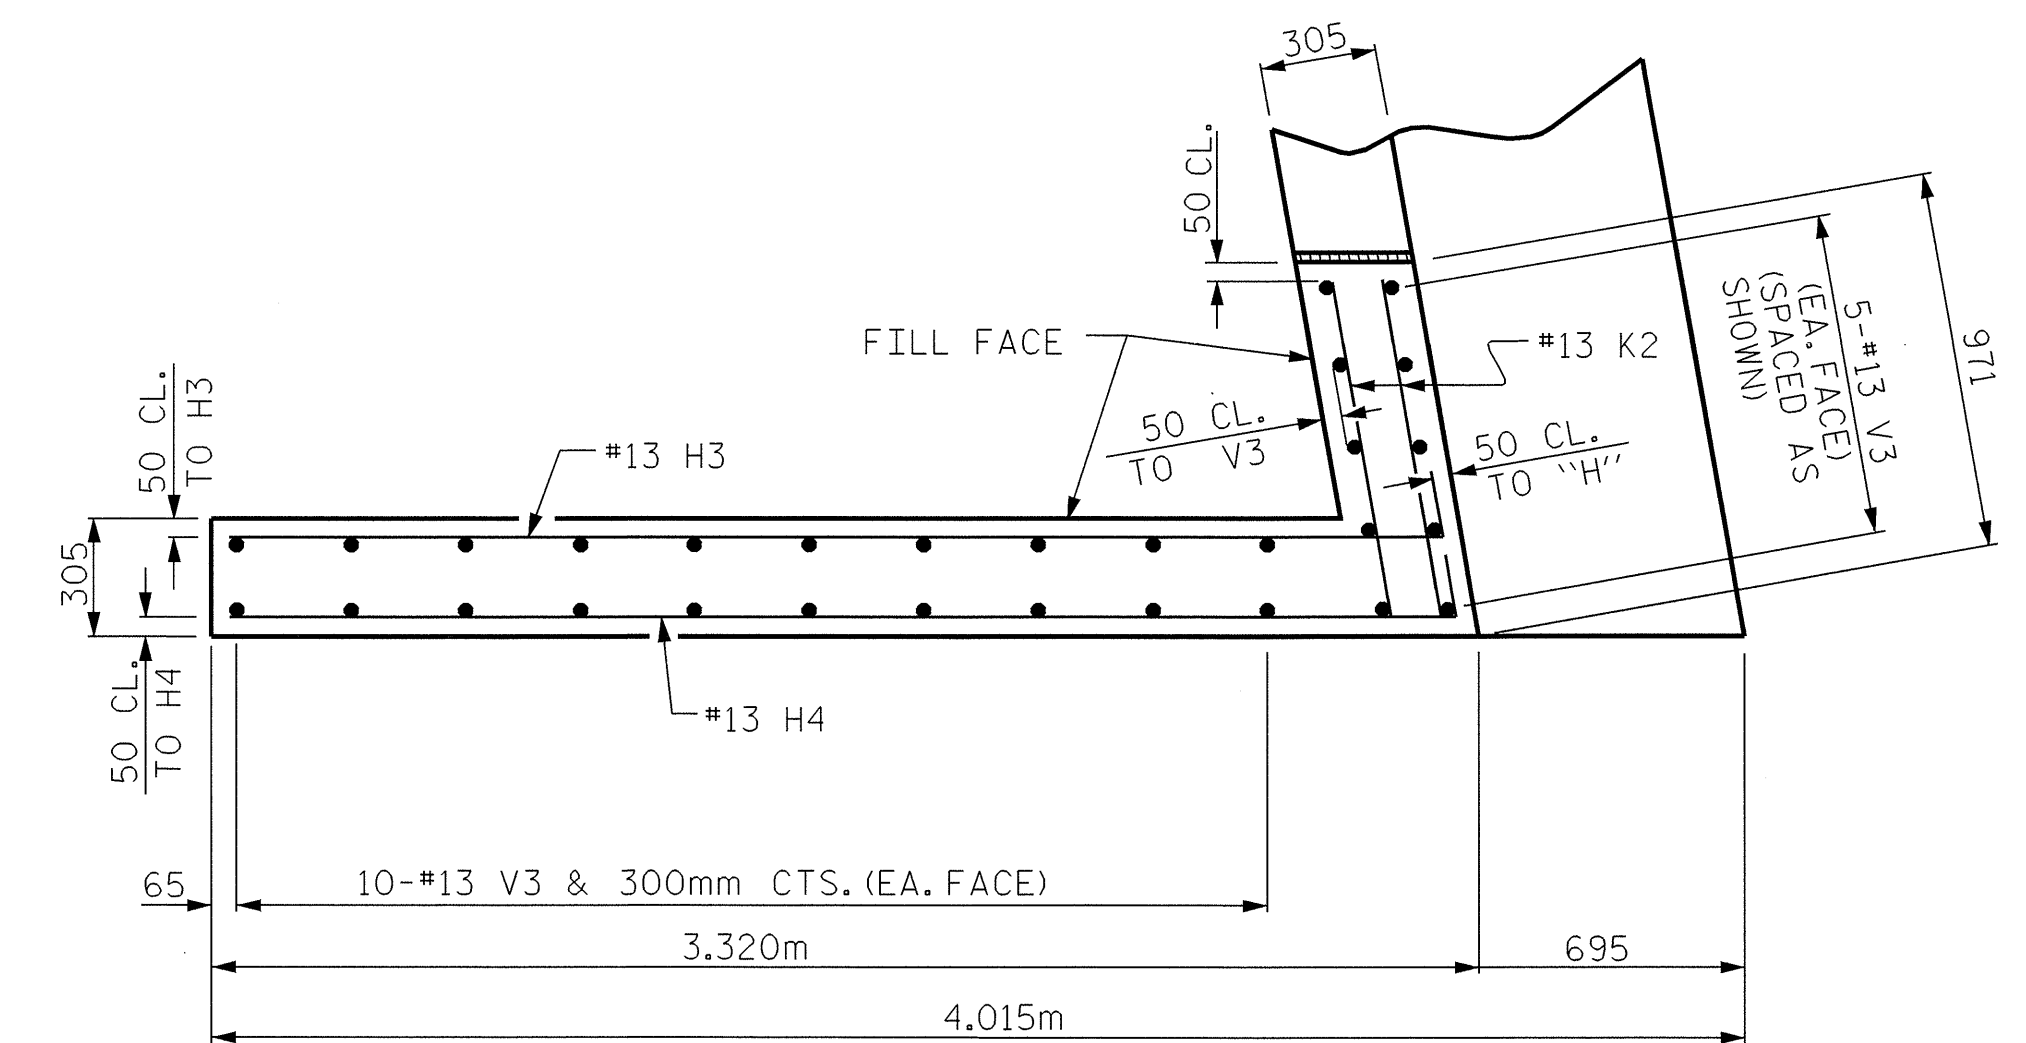 305
50 CL.
FILL FACE
#13 K2
5-#13 V3
(EA. FACE)
(SPACED AS
SHOWN)
971
50 CL.
TO H3
#13 H3
50 CL.
TO V3
50 CL.
TO "H"
305
50 CL.
TO H4
#13 H4
65
10-#13 V3 & 300mm CTS. (EA. FACE)
3.320m
695
4.015m